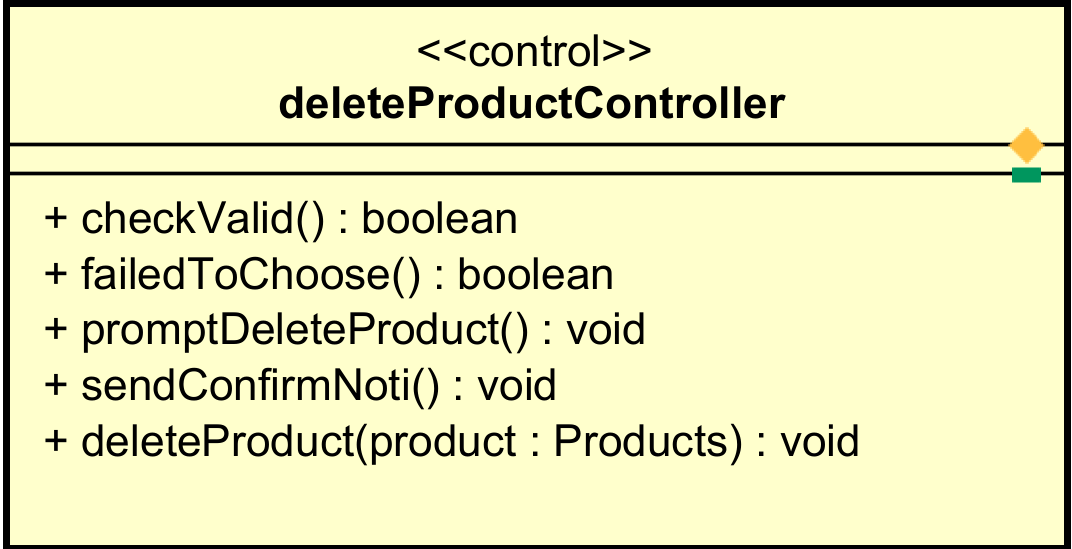 <<control>>
deleteProductController
+ checkValid() : boolean
+ failedToChoose() : boolean
+ promptDeleteProduct() : void
+ sendConfirmNoti() : void
+ deleteProduct(product : Products) : void